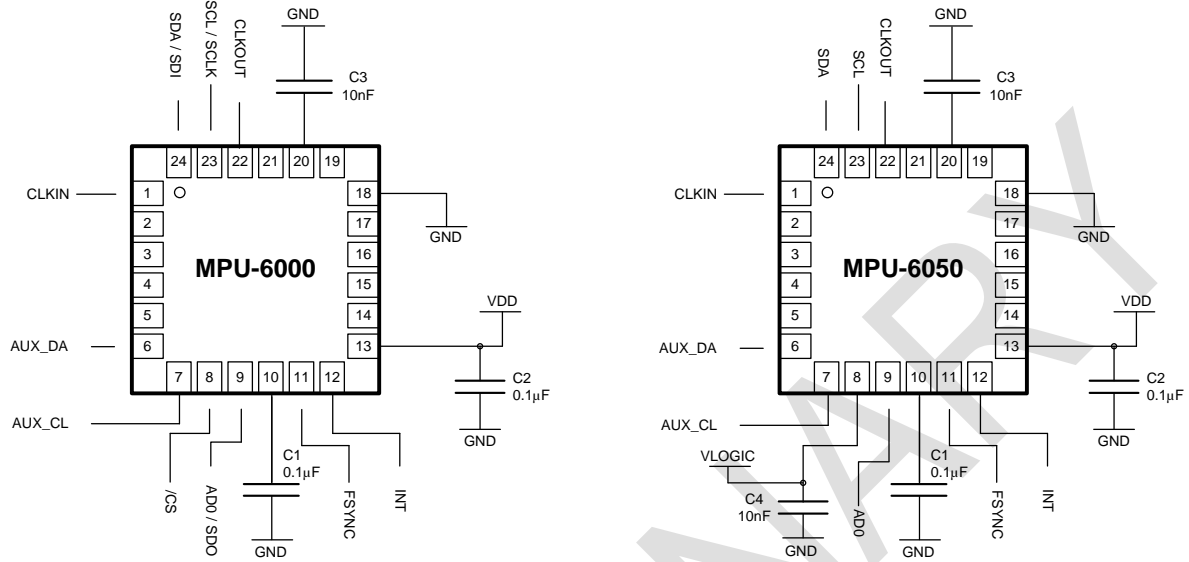 GND
SDA / SDI
SCL / SCLK
CLKOUT
C3
10nF
24 23 22 21 20 19
CLKIN
1
2
3
4
5
6
18
17
16
15
14
13
MPU-6000
GND
VDD
AUX_DA
7 8 9 10 11 12
C2
0.1µF
GND
AUX_CL
/CS
AD0 / SDO
C1
0.1µF
GND
FSYNC
INT
GND
SDA
SCL
CLKOUT
C3
10nF
24 23 22 21 20 19
CLKIN
1
2
3
4
5
6
18
17
16
15
14
13
MPU-6050
GND
VDD
AUX_DA
7 8 9 10 11 12
C2
0.1µF
GND
AUX_CL
VLOGIC
C4
10nF
GND
AD0
C1
0.1µF
GND
FSYNC
INT